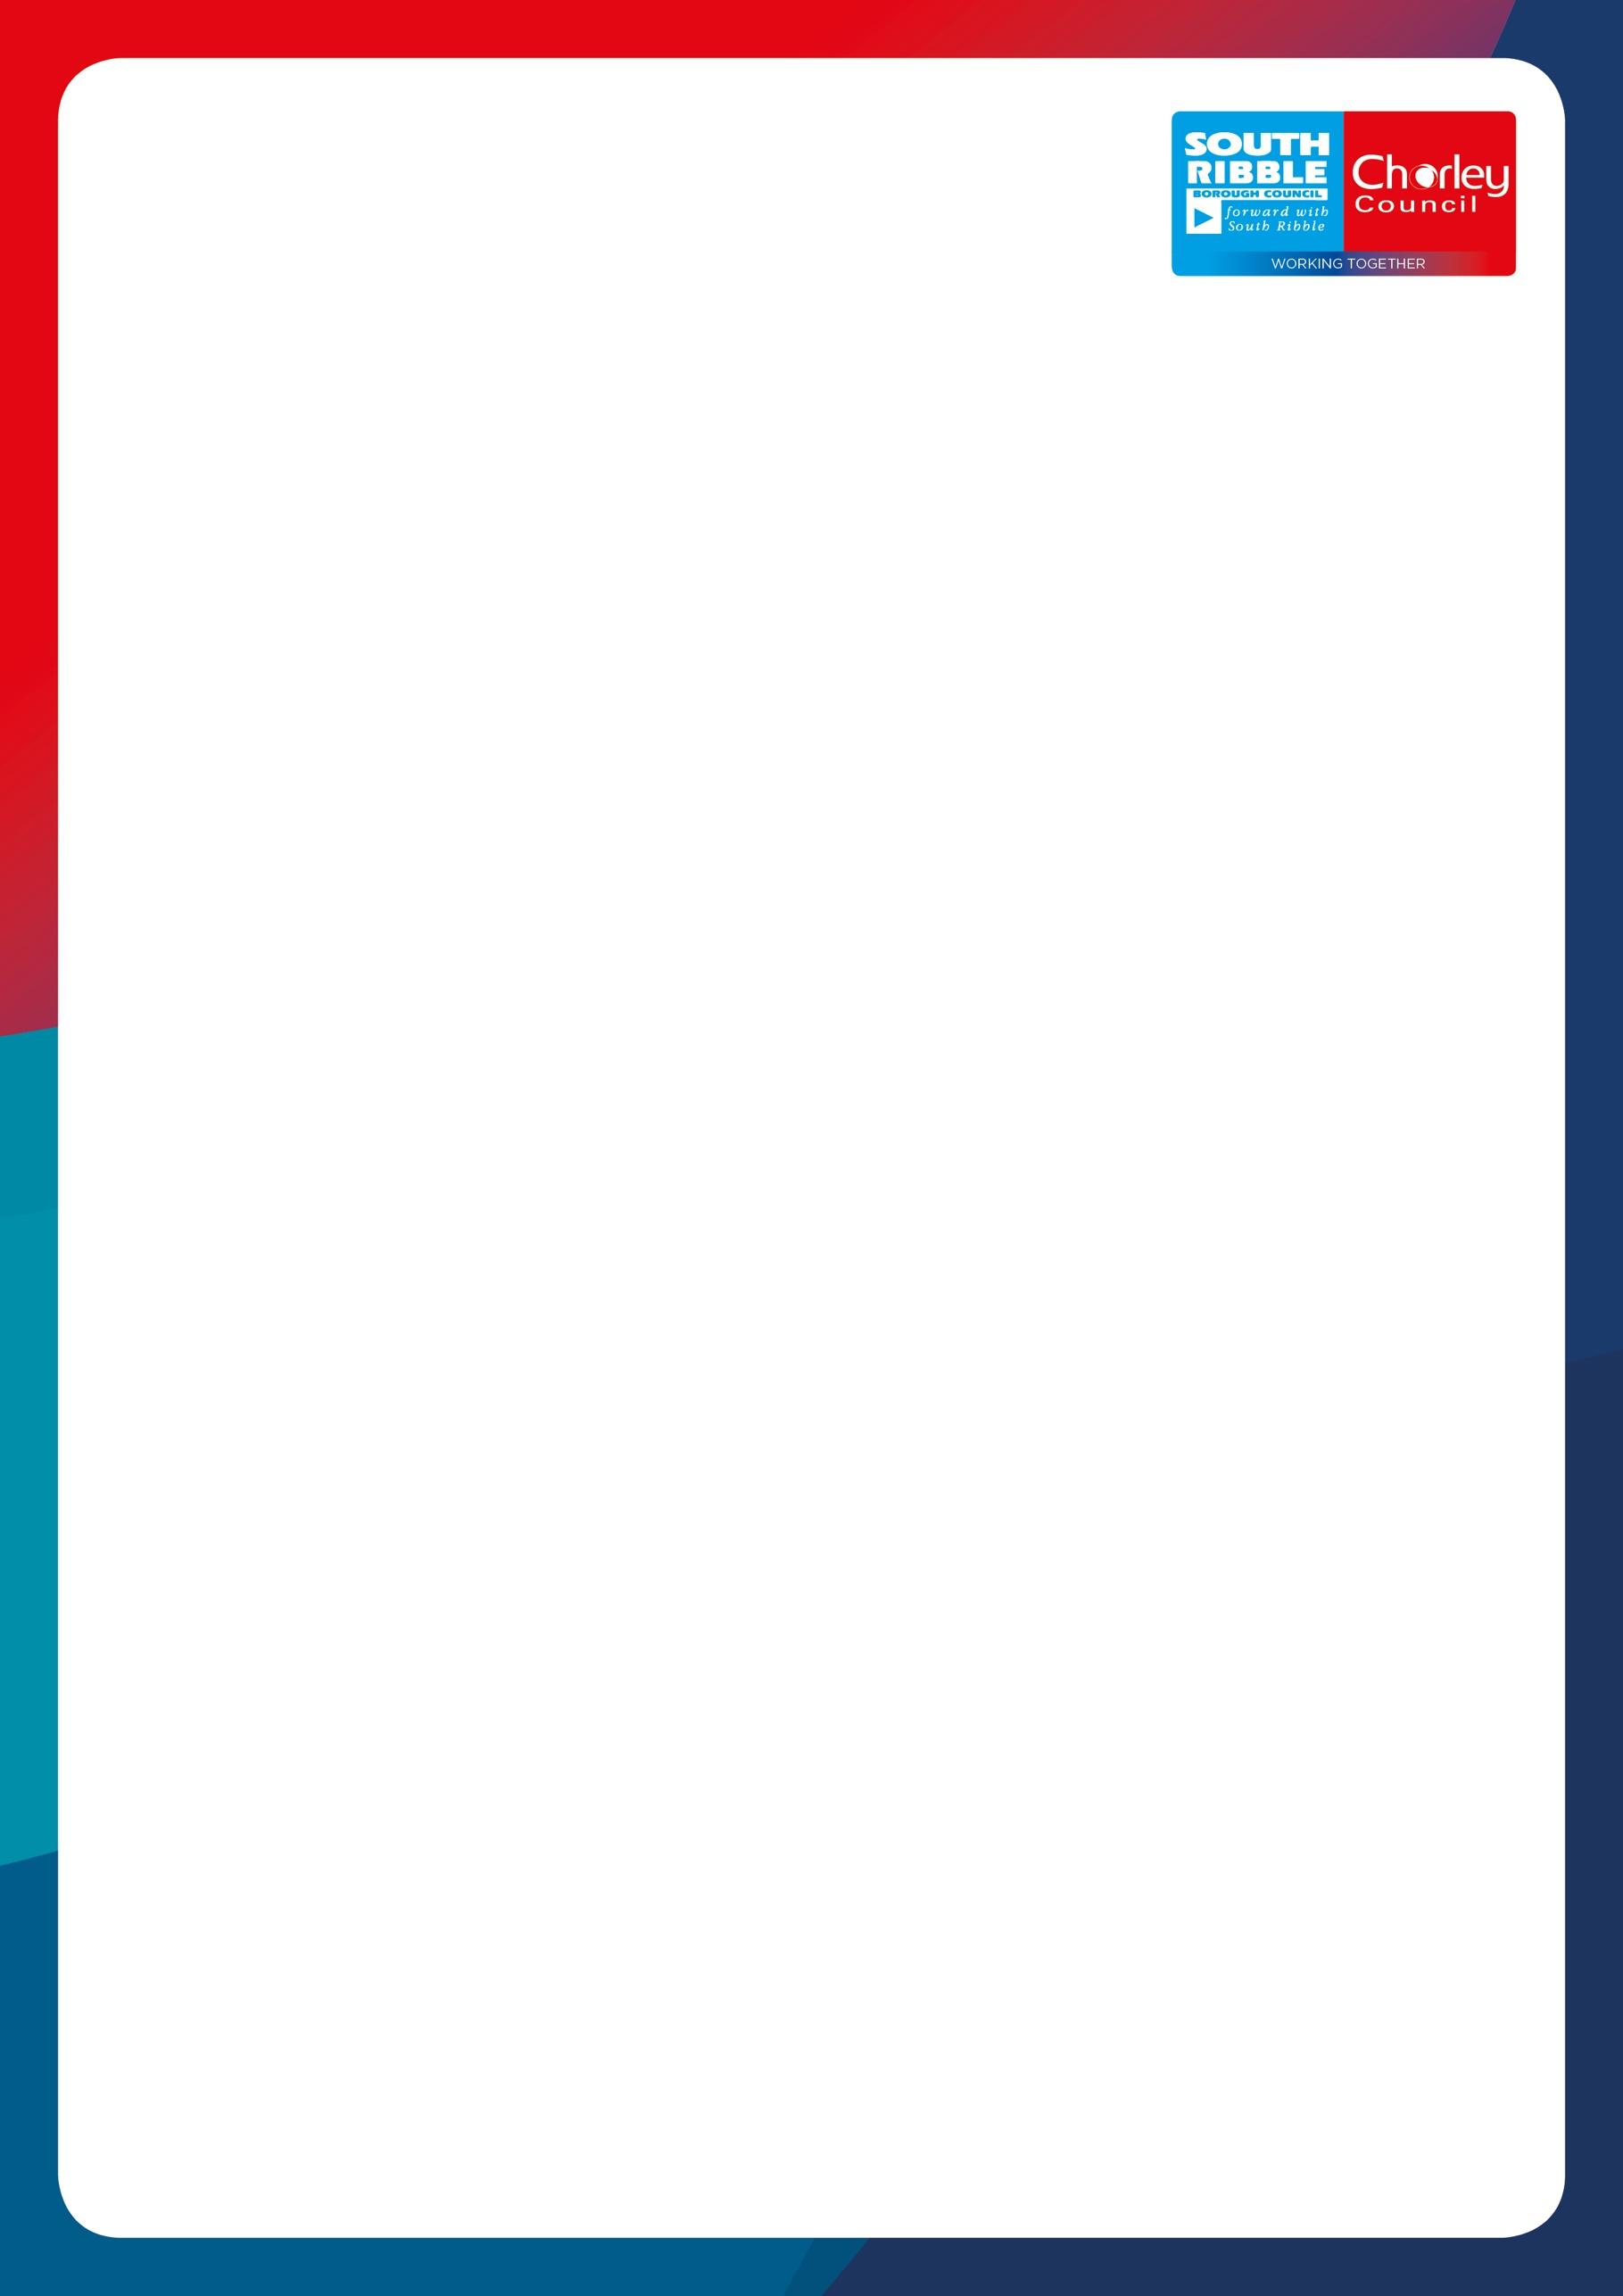 SOUTH
RIBBLE
BOROUGH COUNCIL
forward with
South Ribble
Chorley
Council
WORKING TOGETHER